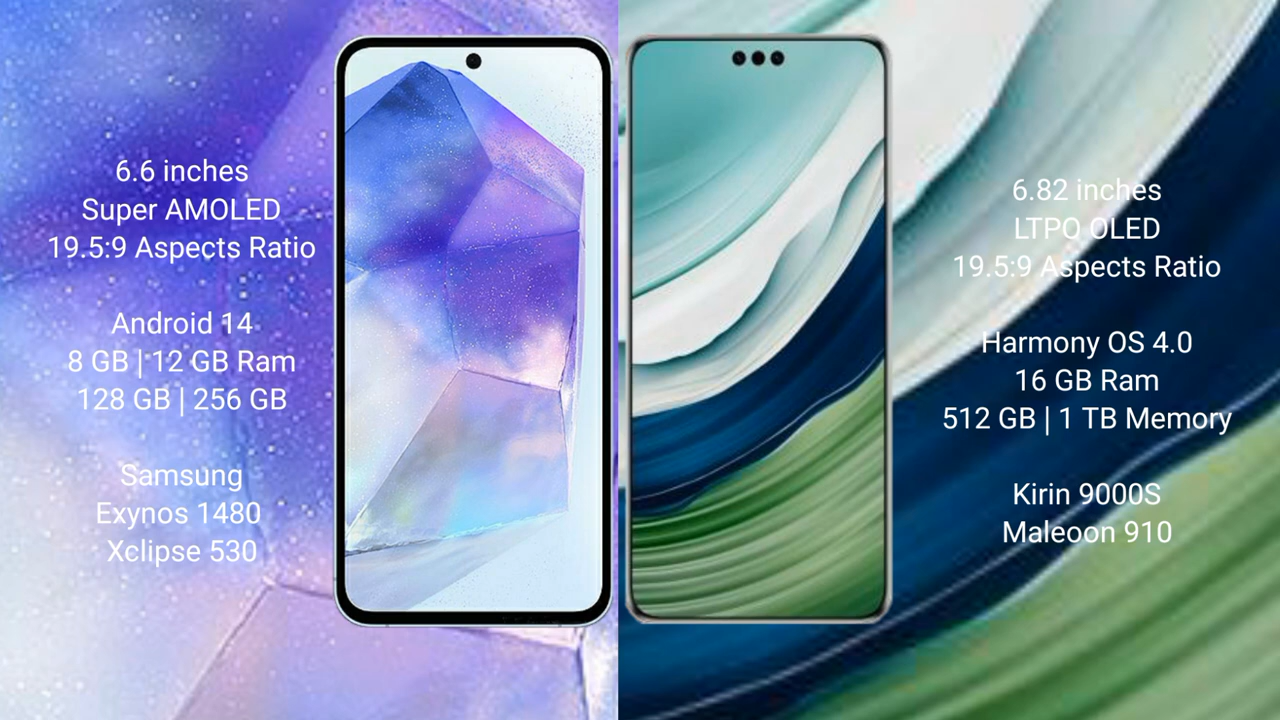 6.6 inches
Super AMOLED
19.5:9 Aspects Ratio
Android 14
8 GB | 12 GB Ram
128 GB | 256 GB
Samsung
Exynos 1480
Xclipse 530
6.82 inches
LTPO OLED
19.5:9 Aspects Ratio
Harmony OS 4.0
16 GB Ram
512 GB | 1 TB Memory
Kirin 9000S
Maleoon 910